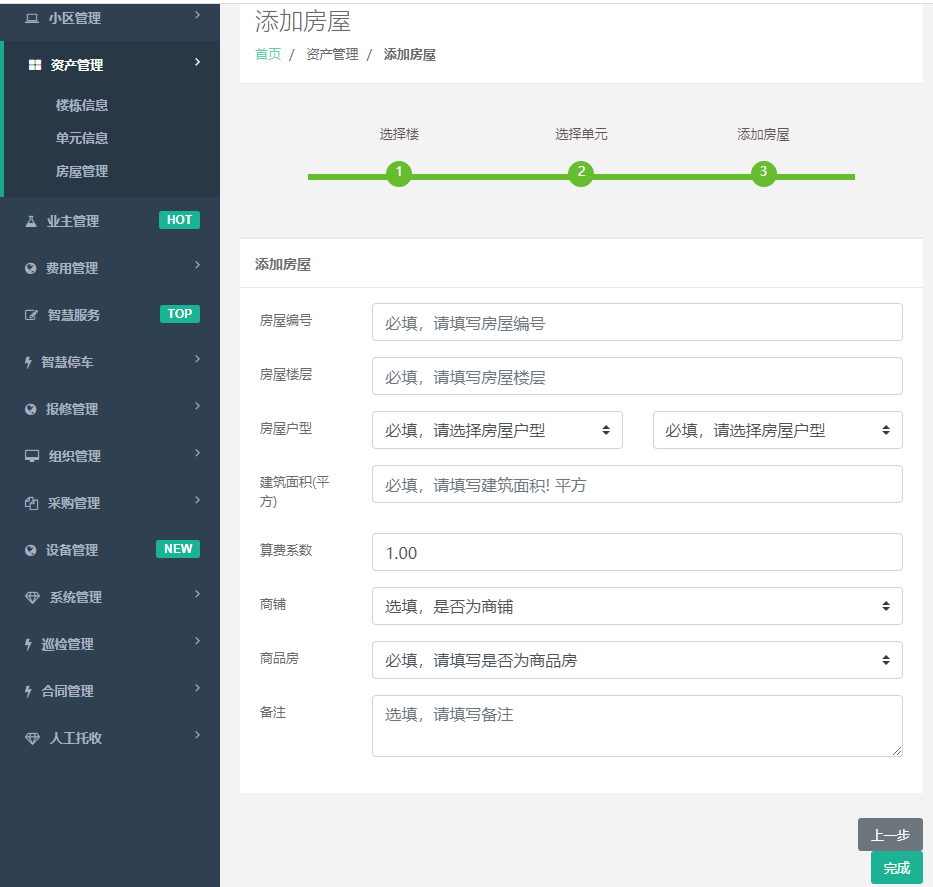 小区管理
资产管理
楼栋信息
单元信息
房屋管理
业主管理 HOT
费用管理
智慧服务 TOP
智慧停车
报修管理
组织管理
采购管理
设备管理 NEW
系统管理
巡检管理
合同管理
人工托收
添加房屋
首页 / 资产管理 / 添加房屋
选择楼 选择单元 添加房屋
1 2 3
添加房屋
房屋编号 必填，请填写房屋编号
房屋楼层 必填，请填写房屋楼层
房屋户型 必填，请选择房屋户型 必填，请选择房屋户型
建筑面积(平
方) 必填，请填写建筑面积! 平方
算费系数 1.00
商铺 选填，是否为商铺
商品房 必填，请填写是否为商品房
备注 选填，请填写备注
上一步
完成